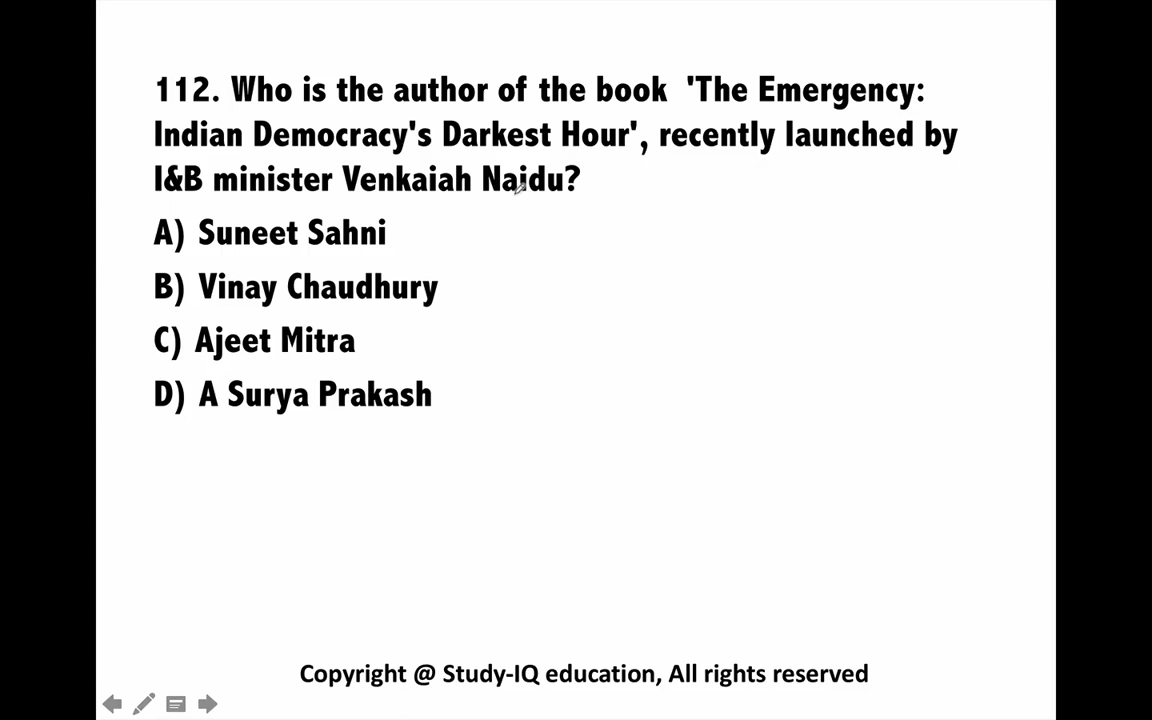 112. Who is the author of the book 'The Emergency:
Indian Democracy's Darkest Hour', recently launched by
I&B minister Venkaiah Naidu?
A) Suneet Sahni
B) Vinay Chaudhury
C) Ajeet Mitra
D) A Surya Prakash
Copyright @ Study-IQ education, All rights reserved